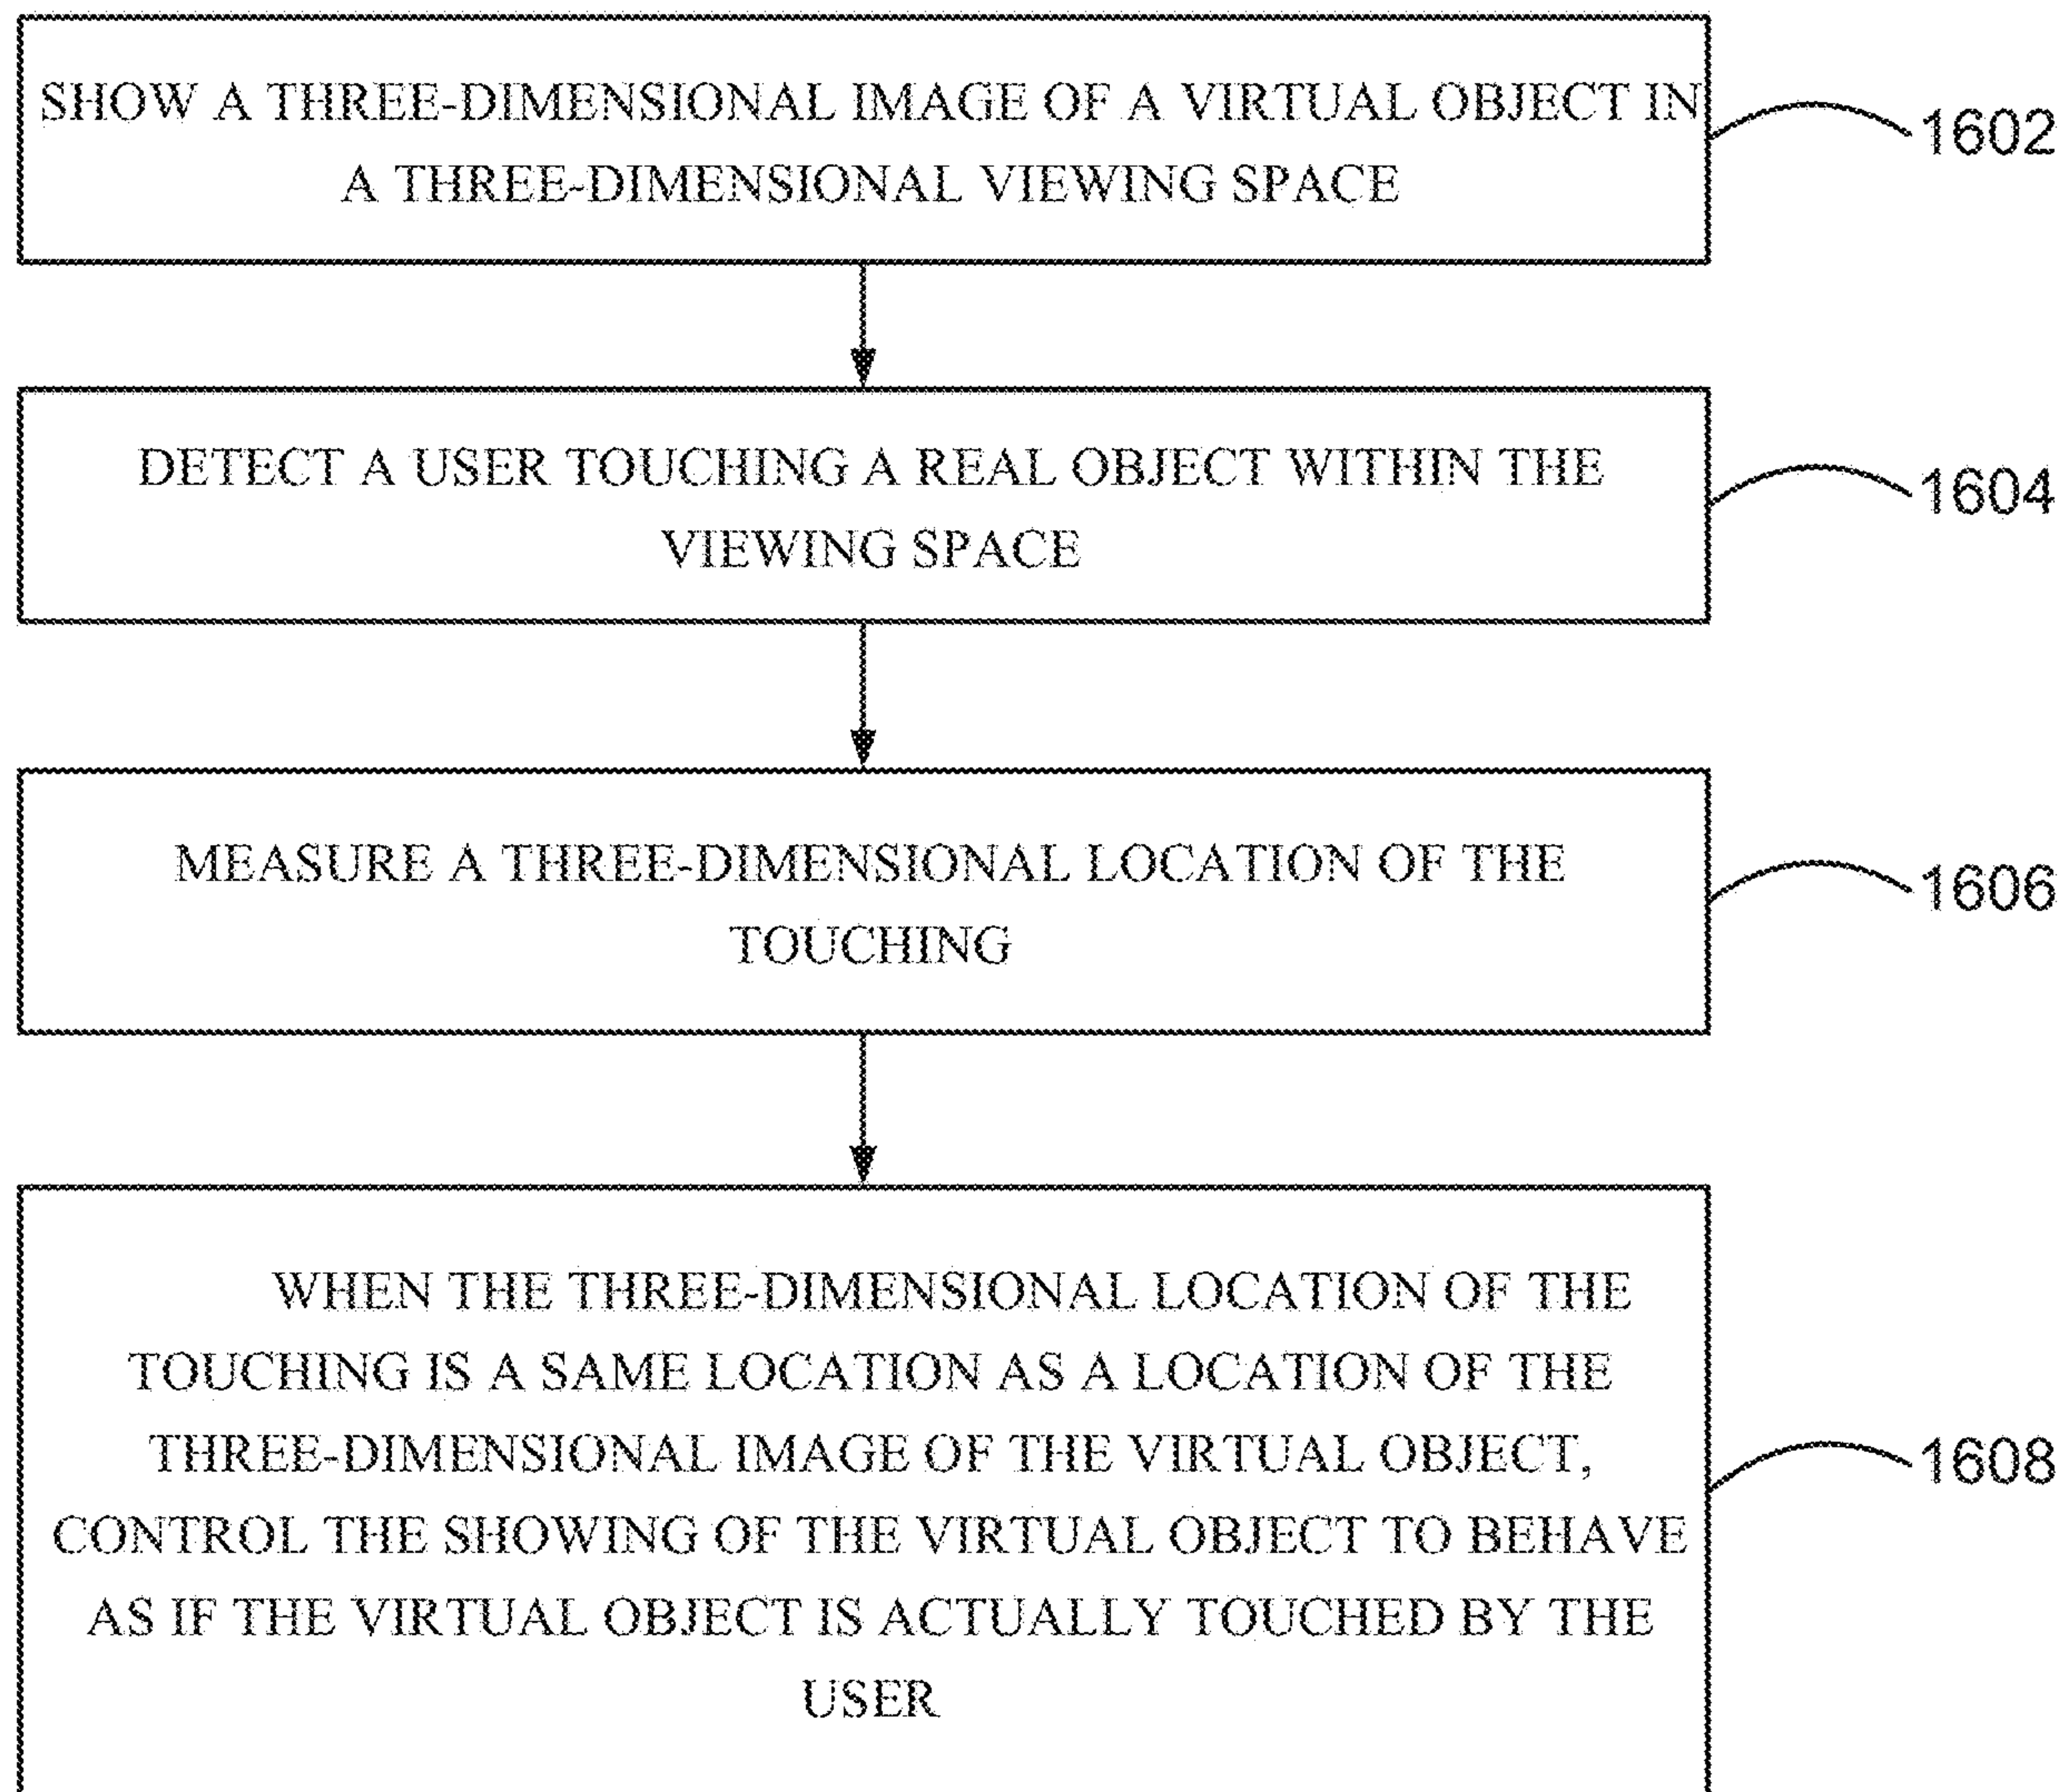 SHOW A THREE-DIMENSIONAL IMAGE OF A VIRTUAL OBJECT IN
A THREE-DIMENSIONAL VIEWING SPACE
1602
DETECT A USER TOUCHING A REAL OBJECT WITHIN THE
VIEWING SPACE
1604
MEASURE A THREE-DIMENSIONAL LOCATION OF THE
TOUCHING
1606
WHEN THE THREE-DIMENSIONAL LOCATION OF THE
TOUCHING IS A SAME LOCATION AS A LOCATION OF THE
THREE-DIMENSIONAL IMAGE OF THE VIRTUAL OBJECT,
CONTROL THE SHOWING OF THE VIRTUAL OBJECT TO BEHAVE
AS IF THE VIRTUAL OBJECT IS ACTUALLY TOUCHED BY THE
USER
1608